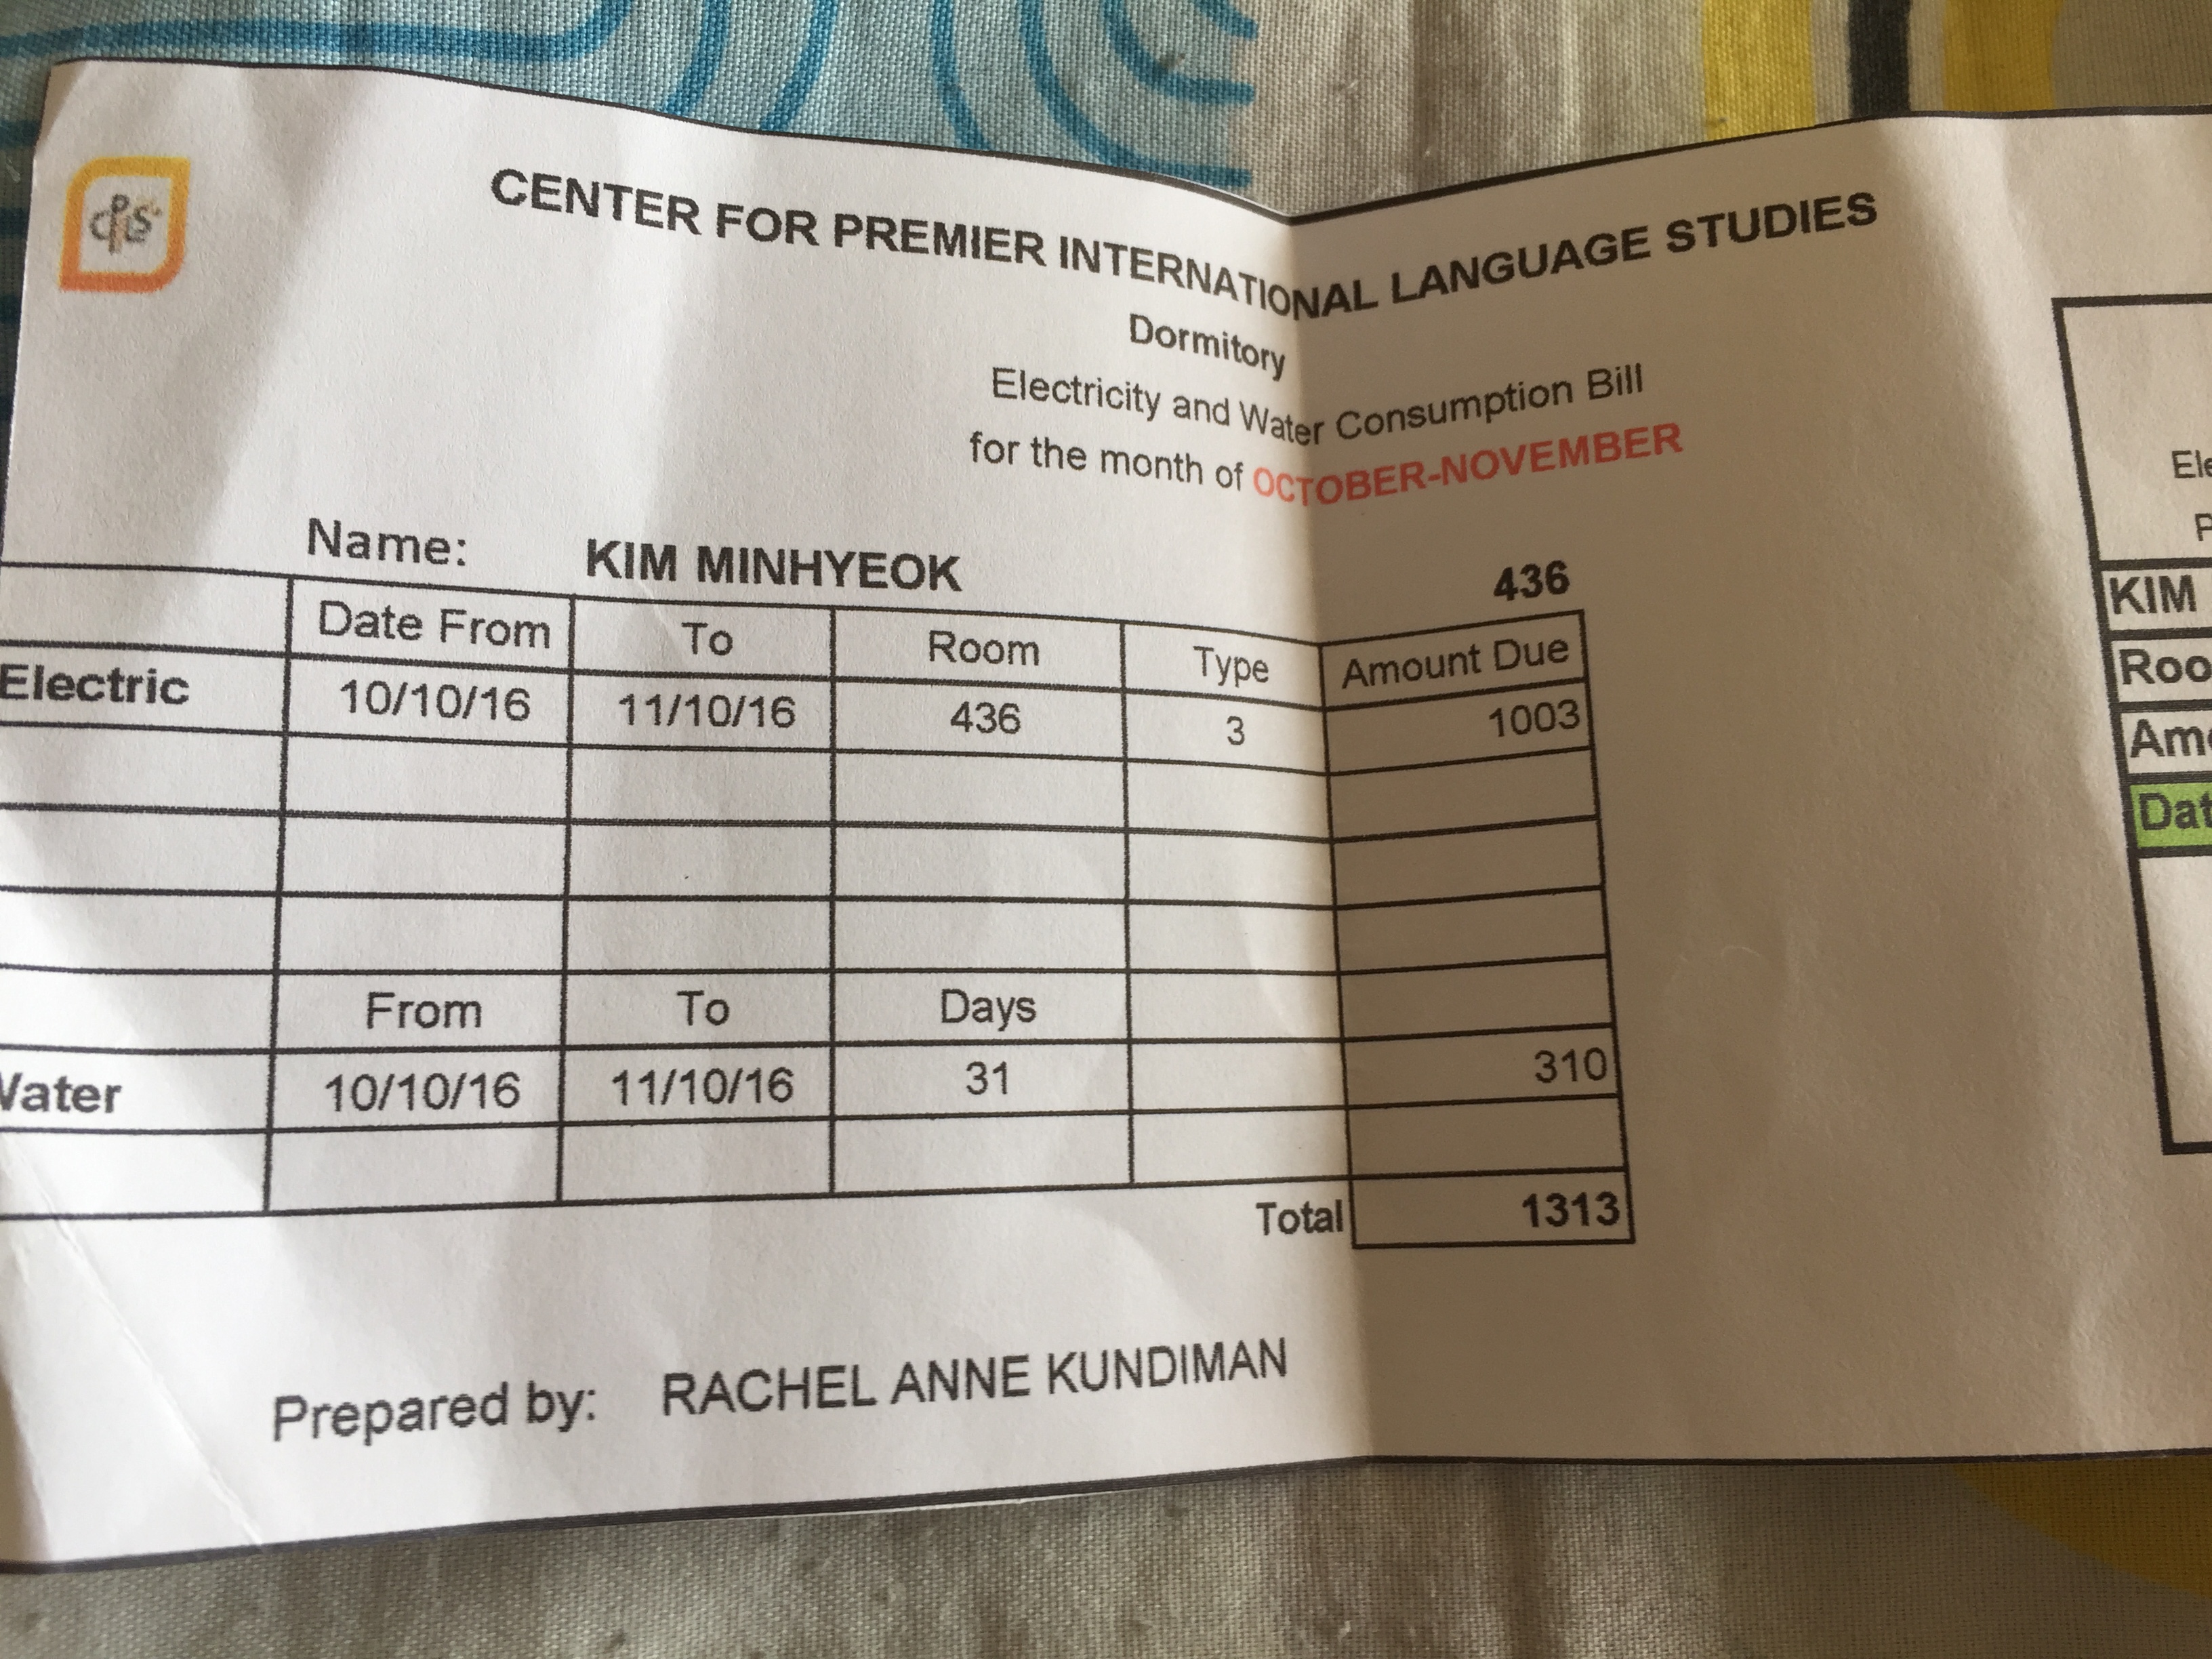 CPILS
CENTER FOR PREMIER INTERNATIONAL LANGUAGE STUDIES
Dormitory
Electricity and Water Consumption Bill
for the month of OCTOBER-NOVEMBER
Name: KIM MINHYEOK 436
Date From To Room Type Amount Due
Electric 10/10/16 11/10/16 436 3 1003
From To Days
Water 10/10/16 11/10/16 31 310
Total 1313
Prepared by: RACHEL ANNE KUNDIMAN
Ele
P
KIM
Roo
Amo
Dat